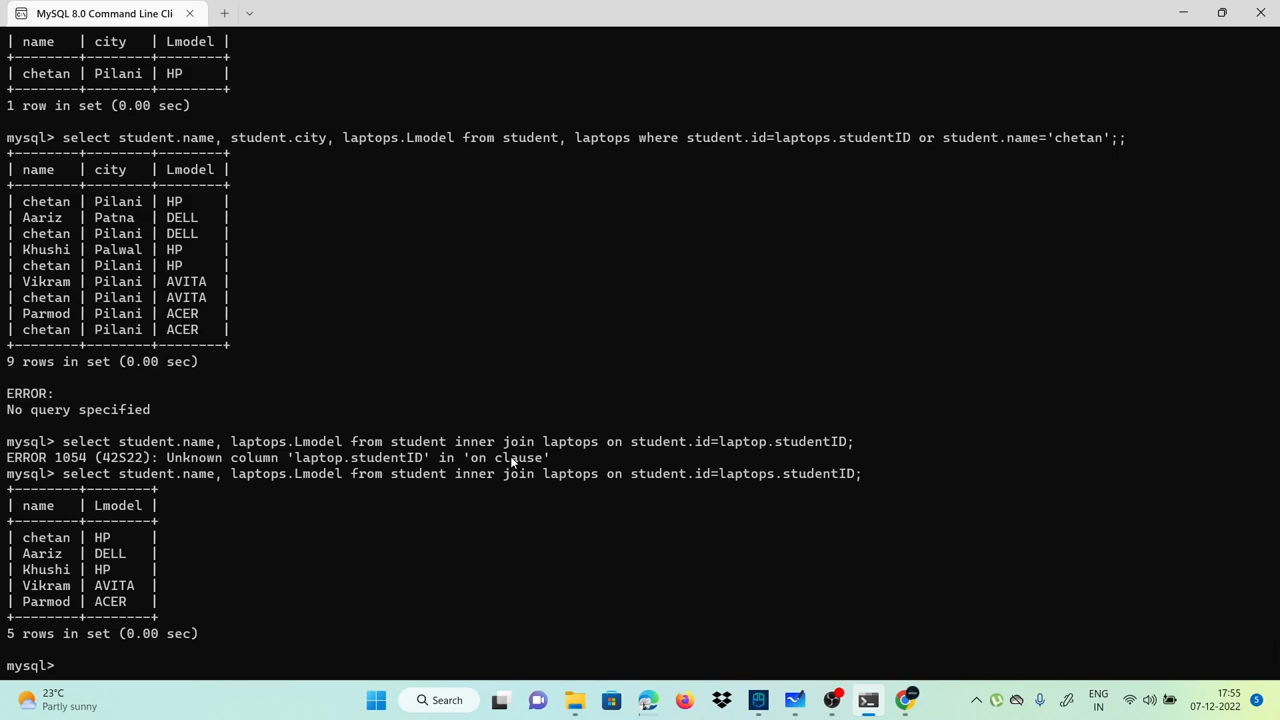 MySQL 8.0 Command Line Cli
| name   | city   | Lmodel |
+--------+--------+--------+
| chetan | Pilani | HP     |
+--------+--------+--------+
1 row in set (0.00 sec)
mysql> select student.name, student.city, laptops.Lmodel from student, laptops where student.id=laptops.studentID or student.name='chetan';;
+--------+--------+--------+
| name   | city   | Lmodel |
+--------+--------+--------+
| chetan | Pilani | HP     |
| Aariz  | Patna  | DELL   |
| chetan | Pilani | DELL   |
| Khushi | Palwal | HP     |
| chetan | Pilani | HP     |
| Vikram | Pilani | AVITA  |
| chetan | Pilani | AVITA  |
| Parmod | Pilani | ACER   |
| chetan | Pilani | ACER   |
+--------+--------+--------+
9 rows in set (0.00 sec)
ERROR:
No query specified
mysql> select student.name, laptops.Lmodel from student inner join laptops on student.id=laptop.studentID;
ERROR 1054 (42S22): Unknown column 'laptop.studentID' in 'on clause'
mysql> select student.name, laptops.Lmodel from student inner join laptops on student.id=laptops.studentID;
+--------+--------+
| name   | Lmodel |
+--------+--------+
| chetan | HP     |
| Aariz  | DELL   |
| Khushi | HP     |
| Vikram | AVITA  |
| Parmod | ACER   |
+--------+--------+
5 rows in set (0.00 sec)
mysql>
23°C
Partly sunny
Search
ENG
IN
17:55
07-12-2022
5